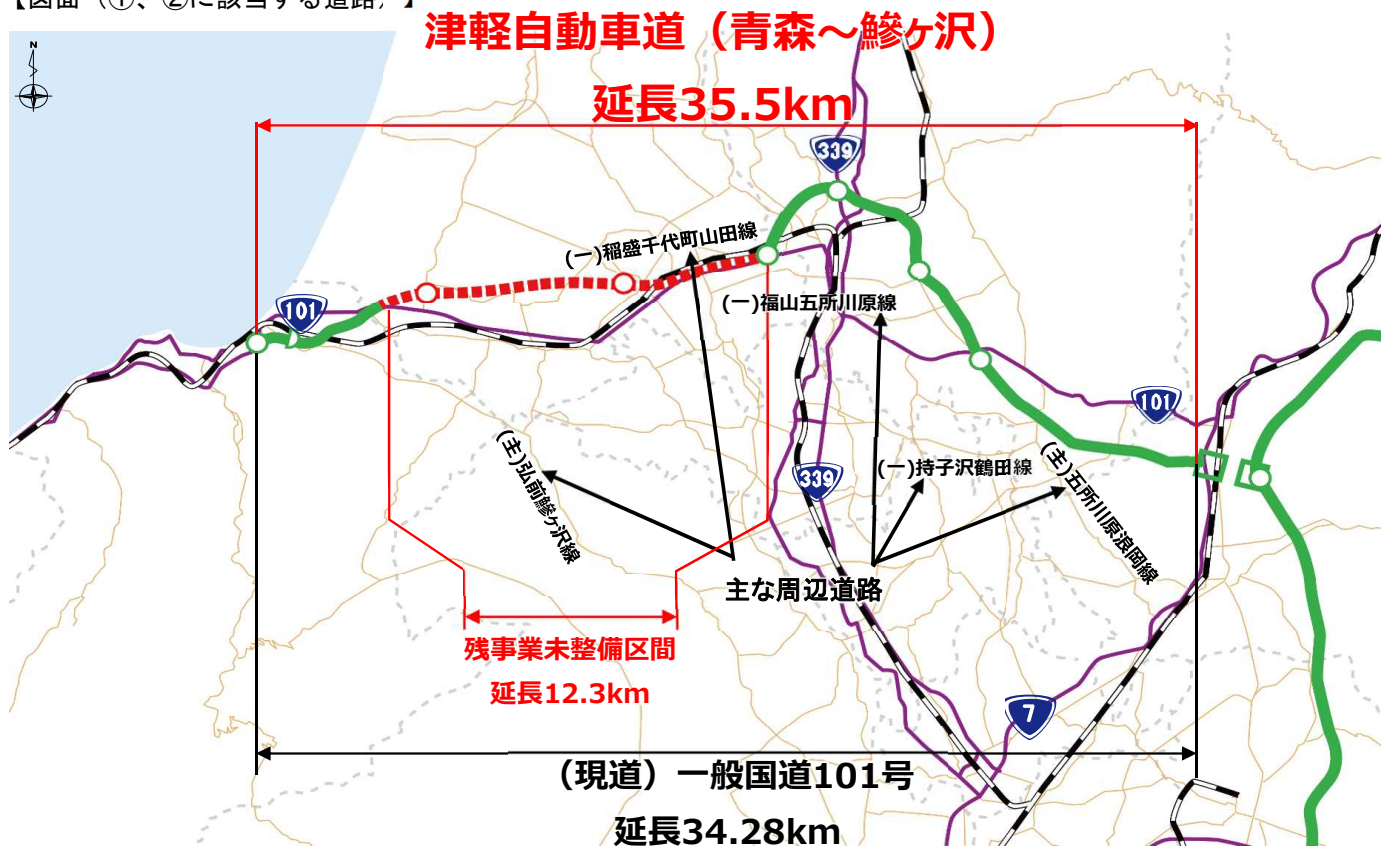 【図面（①、②に該当する道路）】
津軽自動車道（青森～鰺ヶ沢）
延長35.5km
N
339
(一)稲盛千代町山田線
101
(一)福山五所川原線
101
(主)弘前鰺ヶ沢線
339
(一)持子沢鶴田線
(主)五所川原浪岡線
主な周辺道路
残事業未整備区間
延長12.3km
7
（現道）一般国道101号
延長34.28km